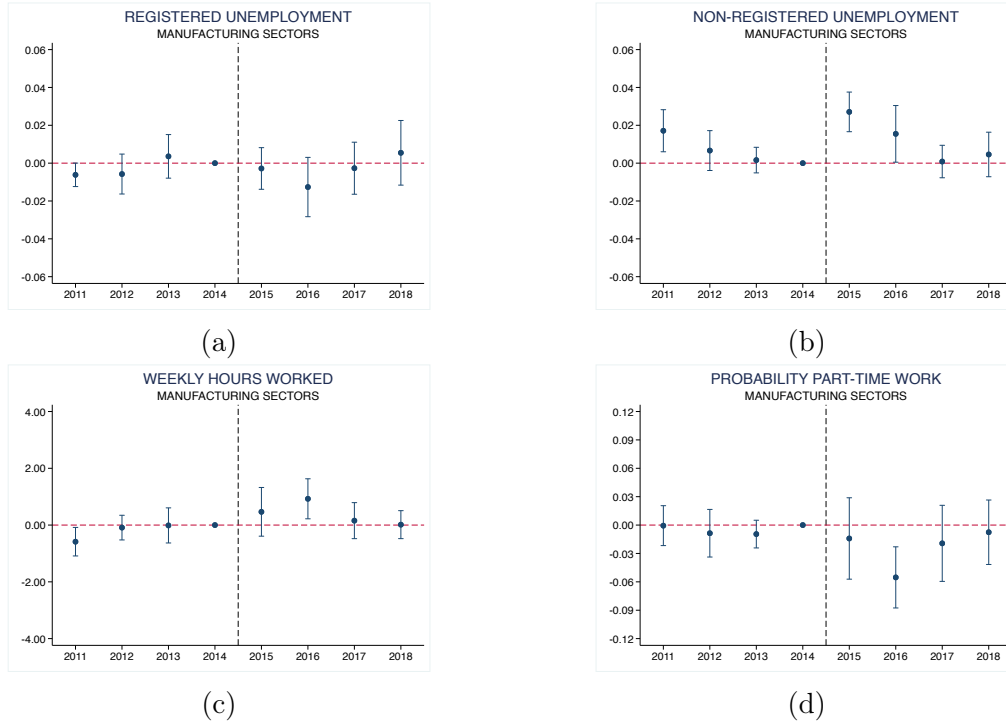 REGISTERED UNEMPLOYMENT
MANUFACTURING SECTORS
0.06
0.04
0.02
0.00
-0.02
-0.04
-0.06
2011 2012 2013 2014 2015 2016 2017 2018
(a)
NON-REGISTERED UNEMPLOYMENT
MANUFACTURING SECTORS
0.06
0.04
0.02
0.00
-0.02
-0.04
-0.06
2011 2012 2013 2014 2015 2016 2017 2018
(b)
WEEKLY HOURS WORKED
MANUFACTURING SECTORS
4.00
2.00
0.00
-2.00
-4.00
2011 2012 2013 2014 2015 2016 2017 2018
(c)
PROBABILITY PART-TIME WORK
MANUFACTURING SECTORS
0.12
0.09
0.06
0.03
0.00
-0.03
-0.06
-0.09
-0.12
2011 2012 2013 2014 2015 2016 2017 2018
(d)